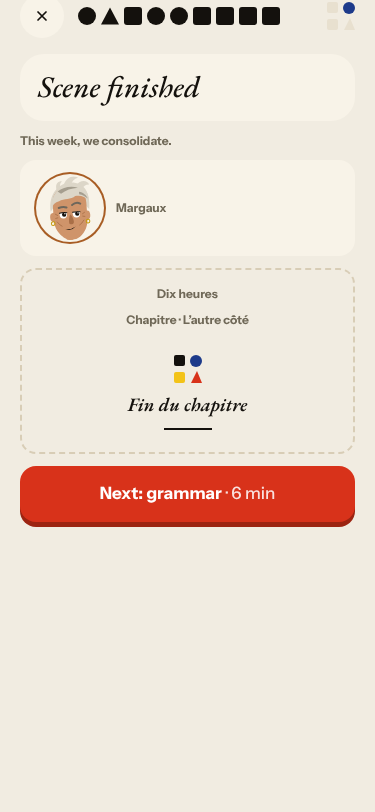 Scene finished
This week, we consolidate.
Margaux
Dix heures
Chapitre · L'autre côté
Fin du chapitre
Next: grammar · 6 min